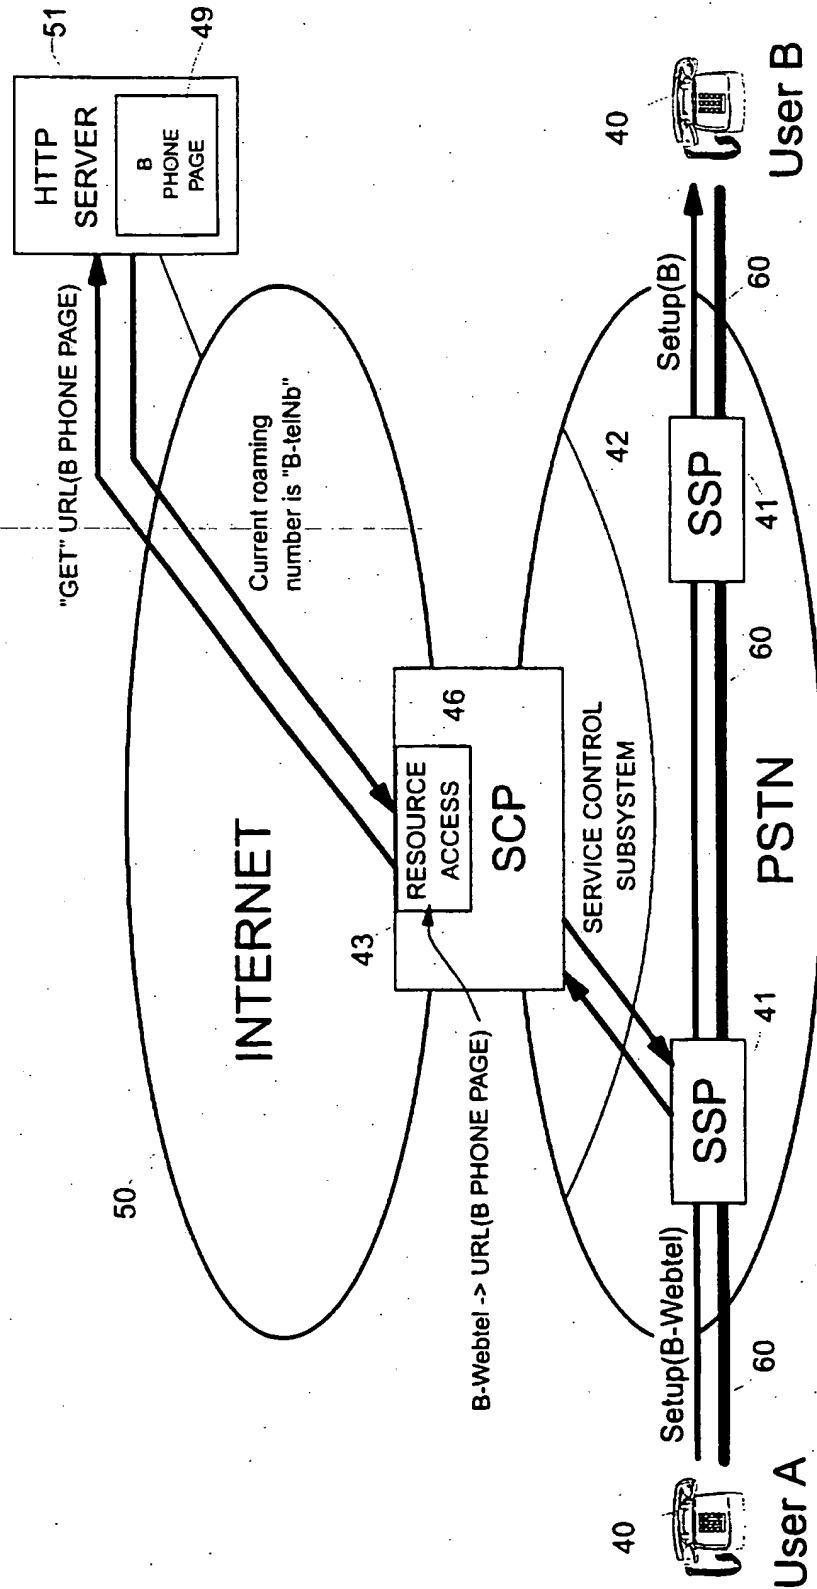 51
49
HTTP
SERVER
B
PHONE
PAGE
"GET" URL(B PHONE PAGE)
50
INTERNET
Current roaming
number is "B-telNb"
43
46
RESOURCE
ACCESS
SCP
B-Webtel -> URL(B PHONE PAGE)
SERVICE CONTROL
SUBSYSTEM
42
40
Setup(B-Webtel)
SSP
41
60
SSP
41
Setup(B)
60
40
60
PSTN
User A
User B